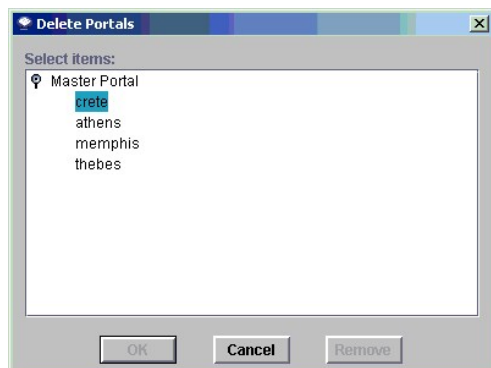 Delete Portals
Select items:
Master Portal
crete
athens
memphis
thebes
OK Cancel Remove